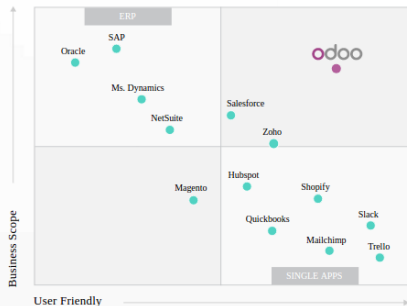 ERP
SAP
Oracle
odoo
Ms. Dynamics
NetSuite
Salesforce
Zoho
Magento
Hubspot
Shopify
Quickbooks
Slack
Mailchimp
Trello
SINGLE APPS
Business Scope
User Friendly